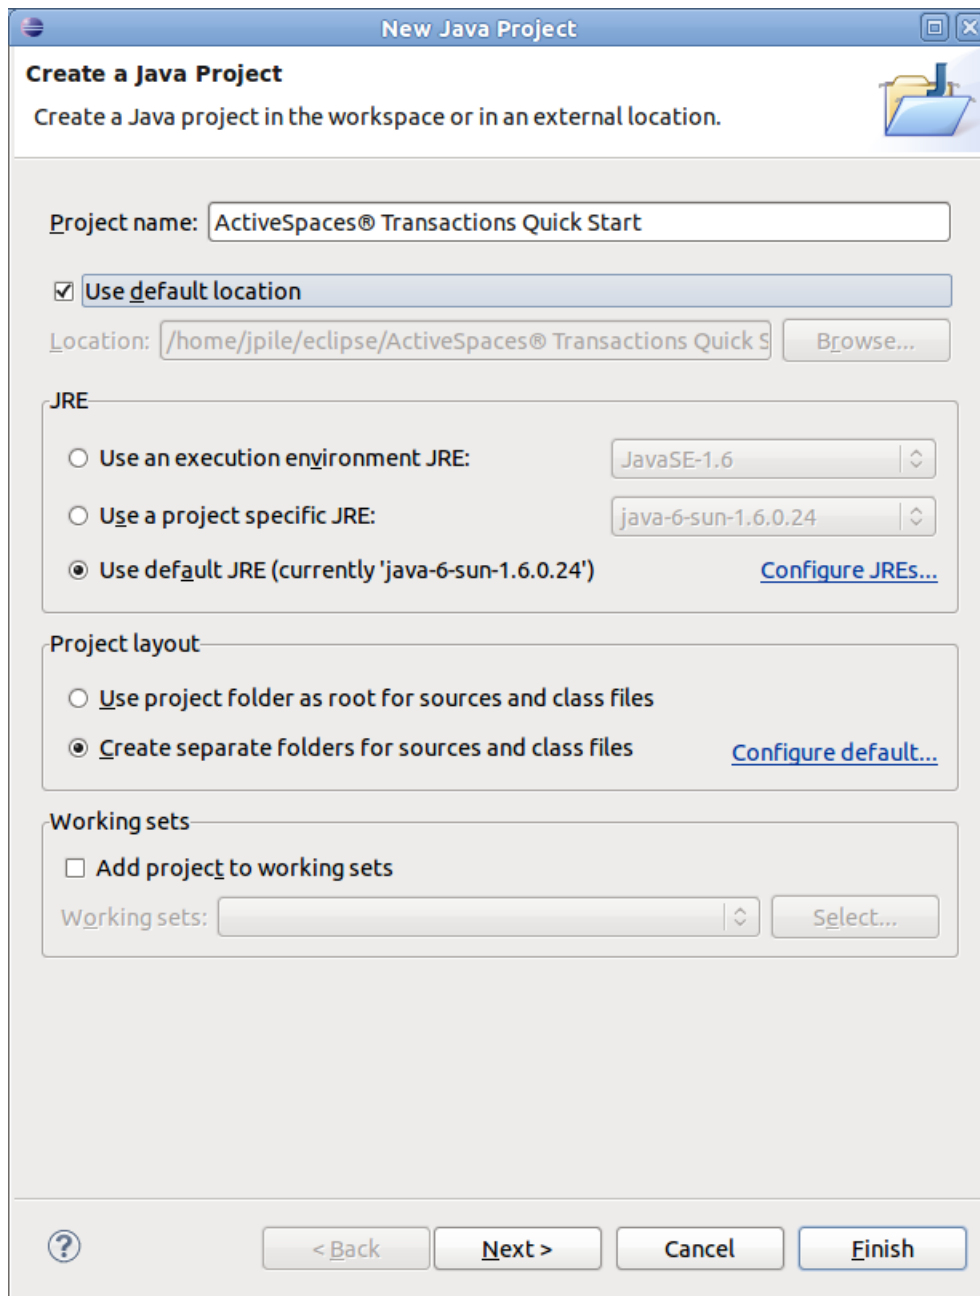 New Java Project
Create a Java Project
Create a Java project in the workspace or in an external location.
Project name: ActiveSpaces® Transactions Quick Start
Use default location
Location: /home/jpile/eclipse/ActiveSpaces® Transactions Quick S Browse...
JRE
Use an execution environment JRE: JavaSE-1.6
Use a project specific JRE: java-6-sun-1.6.0.24
Use default JRE (currently 'java-6-sun-1.6.0.24') Configure JREs...
Project layout
Use project folder as root for sources and class files
Create separate folders for sources and class files Configure default...
Working sets
Add project to working sets
Working sets: Select...
? < Back Next > Cancel Finish